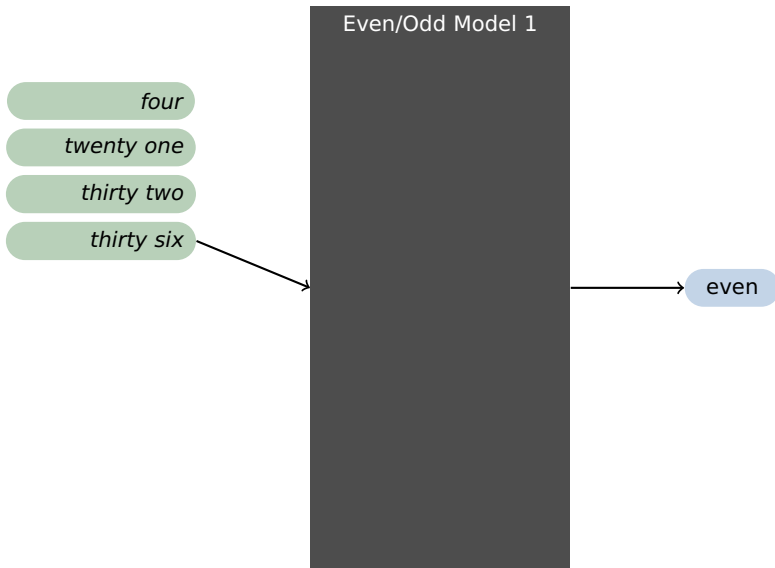 Even/Odd Model 1
four
twenty one
thirty two
thirty six
even